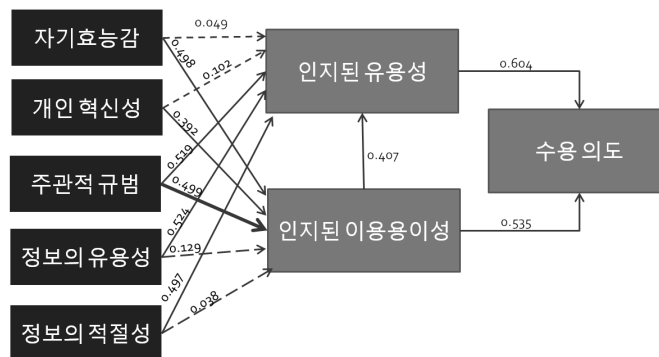 자기효능감
개인 혁신성
주관적 규범
정보의 유용성
정보의 적절성
0.049
0.498
0.102
0.392
0.519
0.499
0.524
0.129
0.497
0.038
인지된 유용성
0.407
인지된 이용용이성
0.604
0.535
수용 의도